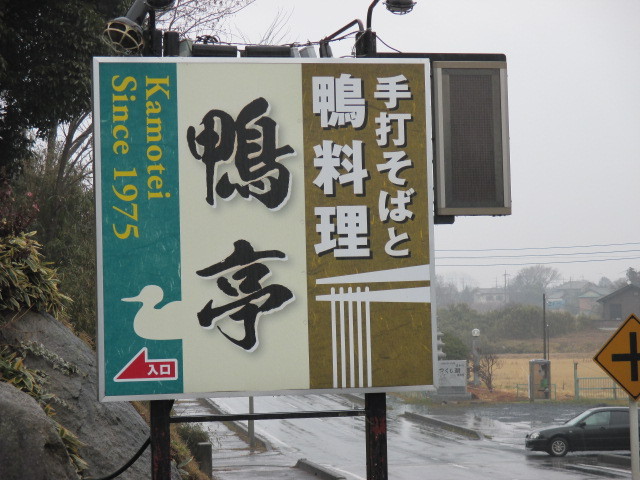 手打そばと
鴨料理
鴨亭
Kamotei
Since 1975
入口